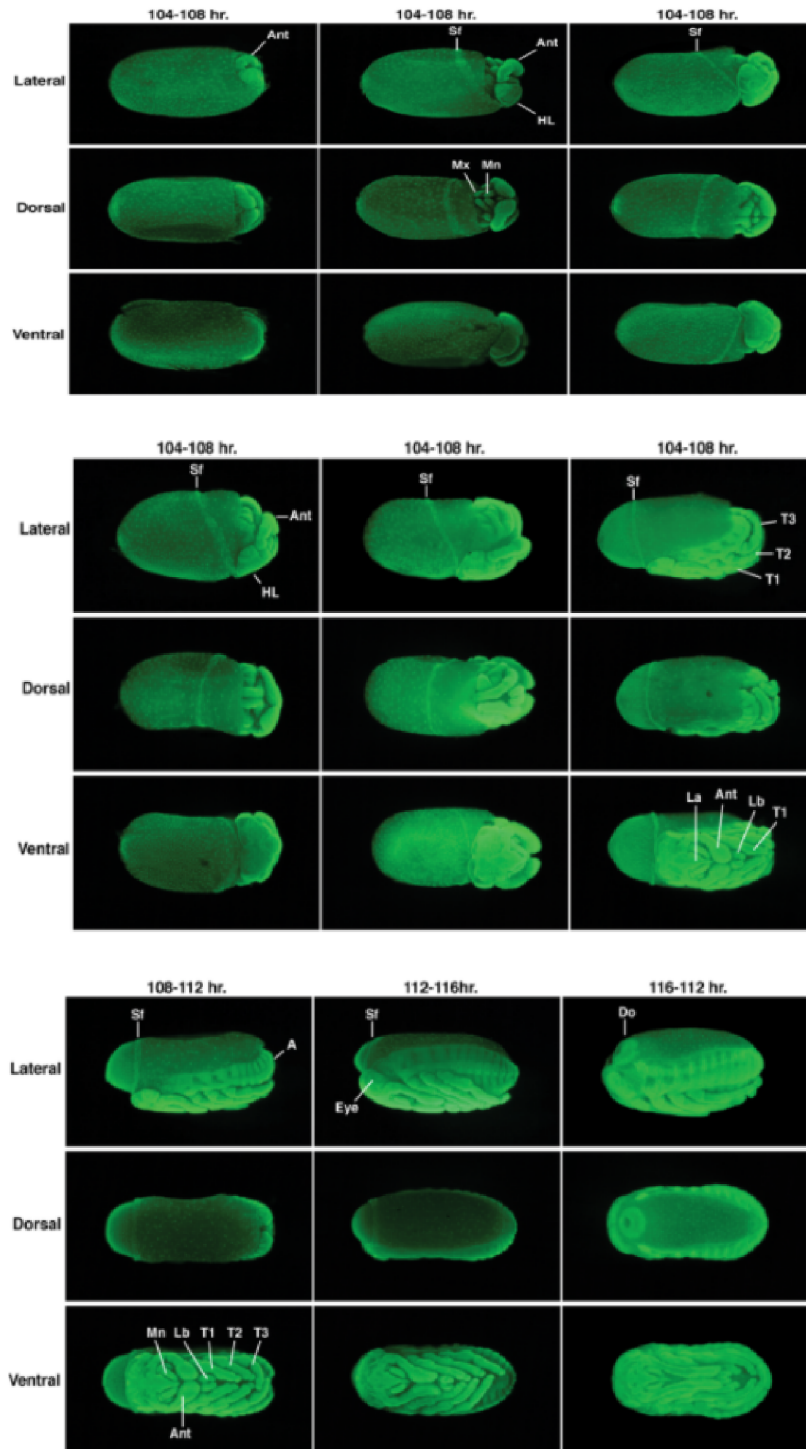 104-108 hr. 104-108 hr. 104-108 hr.
Lateral Ant Sf Ant HL Sf
Dorsal Mx Mn
Ventral
104-108 hr. 104-108 hr. 104-108 hr.
Lateral Sf Ant HL Sf Sf T3 T2 T1
Dorsal
Ventral La Ant Lb T1
108-112 hr. 112-116hr. 116-112 hr.
Lateral Sf A Sf Eye Do
Dorsal
Ventral Mn Lb T1 T2 T3 Ant